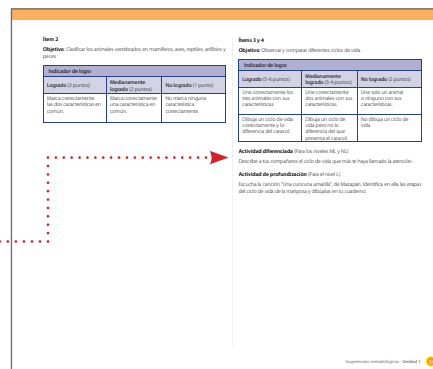 Ítem 2
Objetivo: Clasificar los animales vertebrados en mamíferos, aves, reptiles, anfibios y
peces
Indicador de logro
Logrado (3 puntos)
Medianamente
logrado (2 puntos)
No logrado (1 puntos)
Marca correctamente
las dos características en
común.
Marca correctamente
una característica en
común.
No marca ninguna
característica
correctamente.
Ítems 3 y 4
Objetivo: Observar y comparar diferentes ciclos de vida.
Indicador de logro
Logrado (5-6 puntos)
Medianamente
logrado (3-4 puntos)
No logrado (2 puntos)
Une correctamente los
tres animales con sus
características.
Une correctamente
dos animales con sus
características.
Une solo un animal
o ninguno con sus
características.
Dibuja un ciclo de vida
correctamente y lo
diferencia del caracol.
Dibuja un ciclo de
vida pero no lo
diferencia del que
presenta el caracol.
No dibuja un ciclo de
vida.
Actividad diferenciada (Para los niveles ML y NL)
Describe a tus compañeros el ciclo de vida que más te haya llamado la atención.
Actividad de profundización (Para el nivel L)
Escucha la canción "Una cuncuna amarilla", de Mazapán. Identifica en ella las etapas
del ciclo de vida de la mariposa y dibújalas en tu cuaderno.
Sugerencias metodológicas - Unidad 1